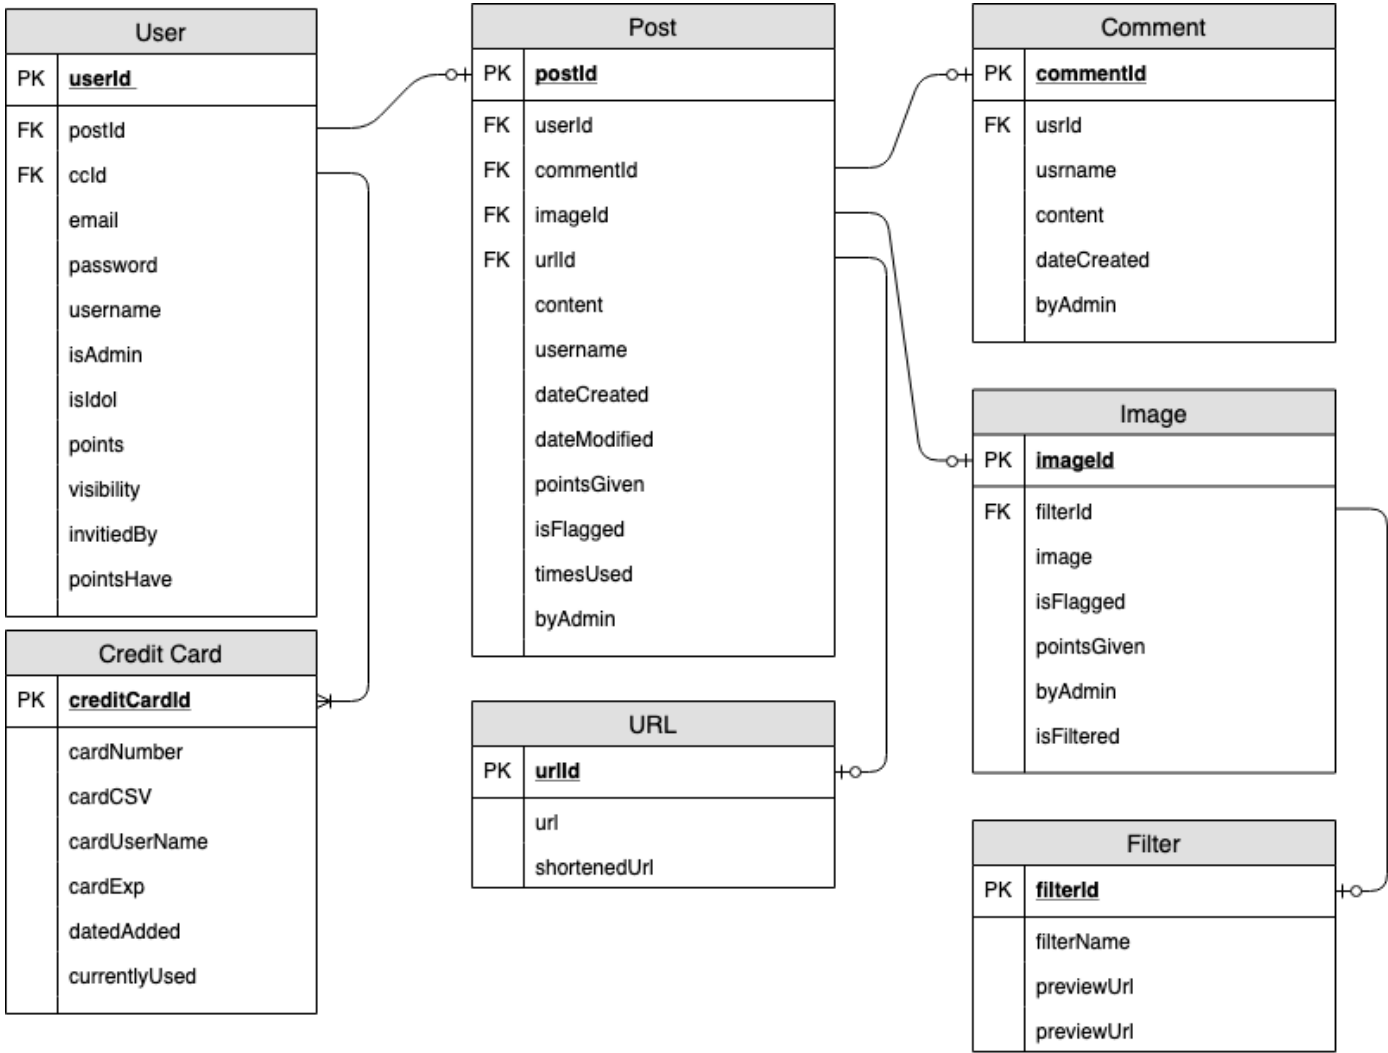 User
PK userId
FK postId
FK ccId
email
password
username
isAdmin
isIdol
points
visibility
invitiedBy
pointsHave
Credit Card
PK creditCardId
cardNumber
cardCSV
cardUserName
cardExp
datedAdded
currentlyUsed
Post
PK postId
FK userId
FK commentId
FK imageId
FK urlId
content
username
dateCreated
dateModified
pointsGiven
isFlagged
timesUsed
byAdmin
URL
PK urlId
url
shortenedUrl
Comment
PK commentId
FK usrId
usrname
content
dateCreated
byAdmin
Image
PK imageId
FK filterId
image
isFlagged
pointsGiven
byAdmin
isFiltered
Filter
PK filterId
filterName
previewUrl
previewUrl